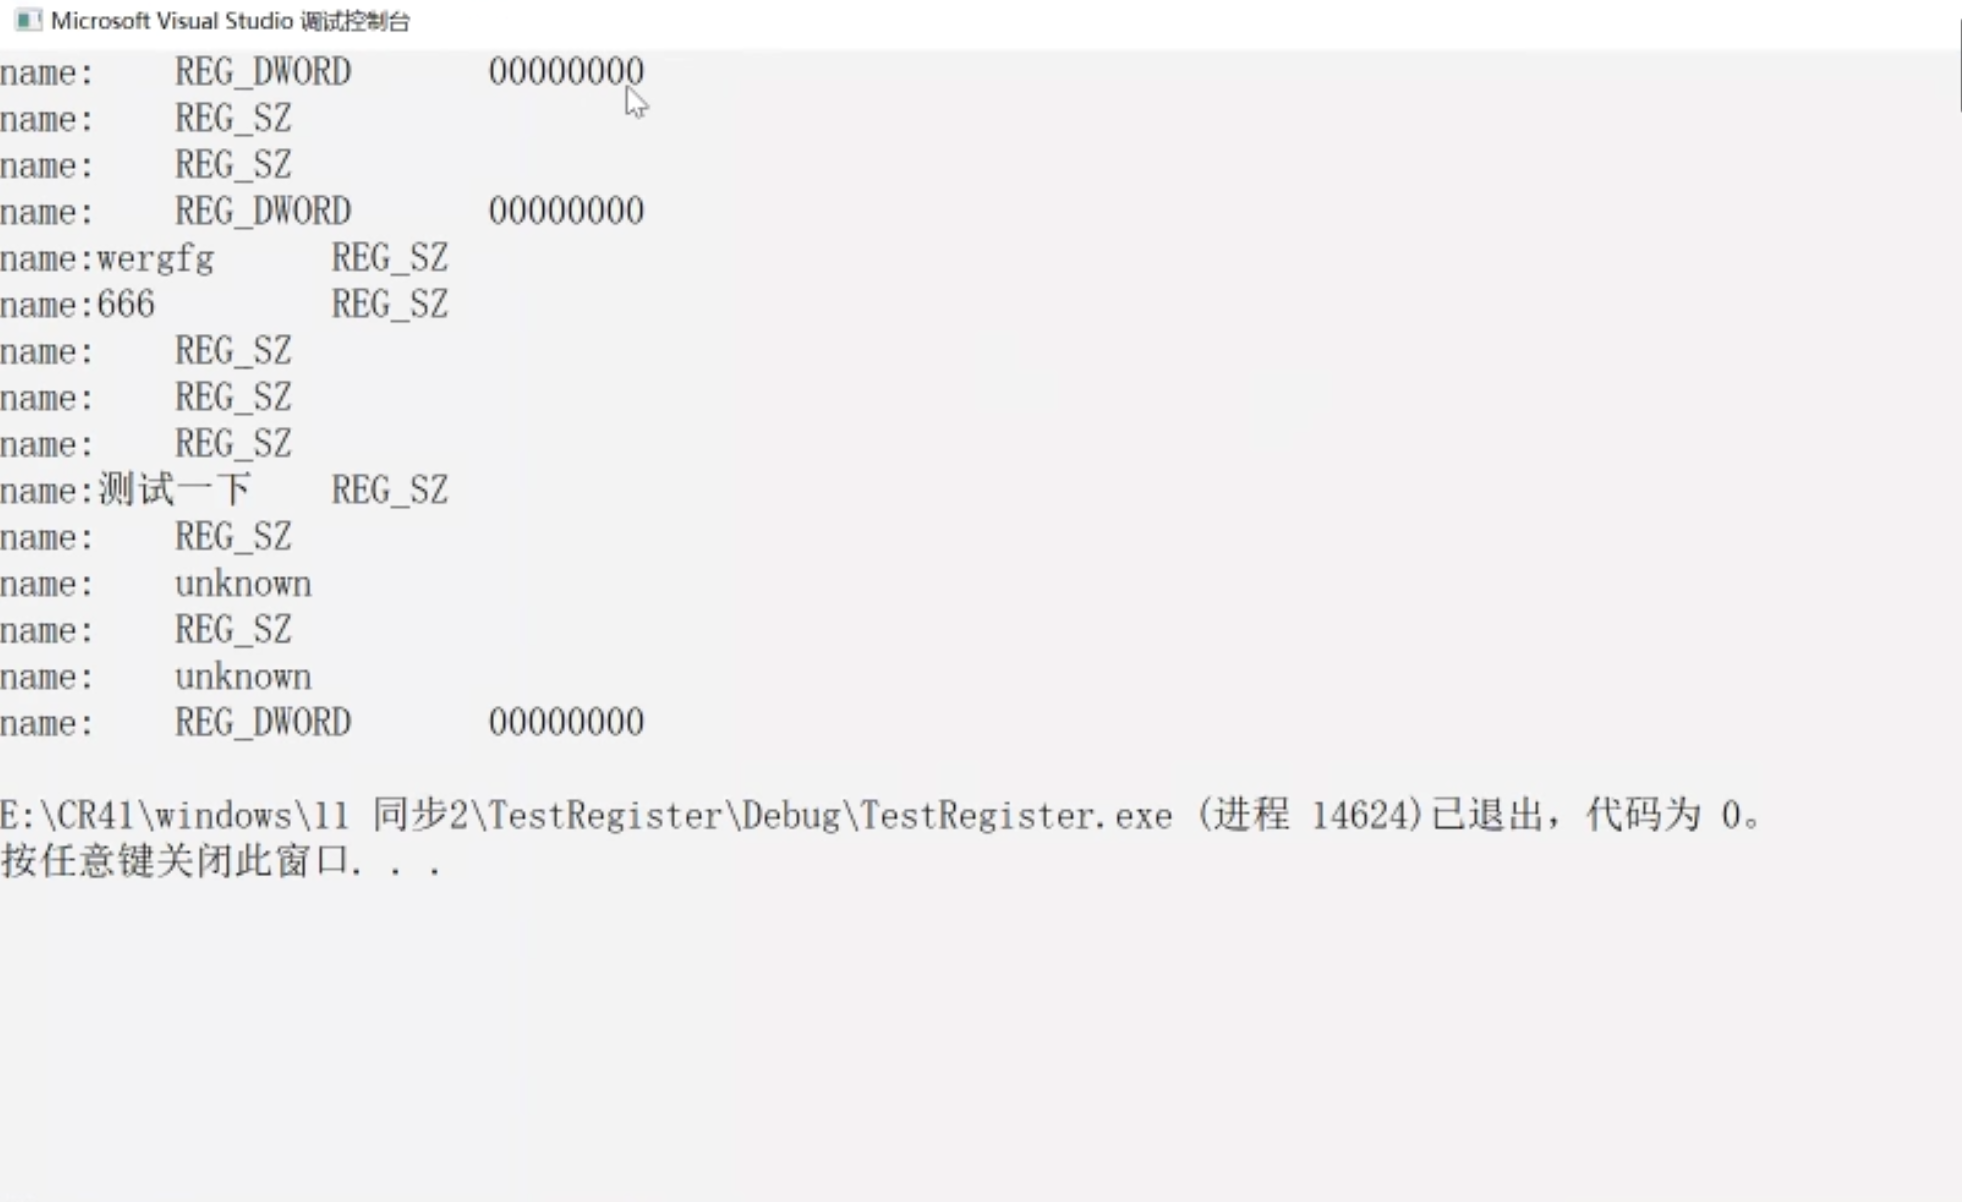 Microsoft Visual Studio 调试控制台
name: REG_DWORD 00000000
name: REG_SZ
name: REG_SZ
name: REG_DWORD 00000000
name:wergfg REG_SZ
name:666 REG_SZ
name: REG_SZ
name: REG_SZ
name: REG_SZ
name:测试一下 REG_SZ
name: REG_SZ
name: unknown
name: REG_SZ
name: unknown
name: REG_DWORD 00000000
E:\CR41\windows\11 同步2\TestRegister\Debug\TestRegister.exe (进程 14624)已退出，代码为 0。
按任意键关闭此窗口. . .